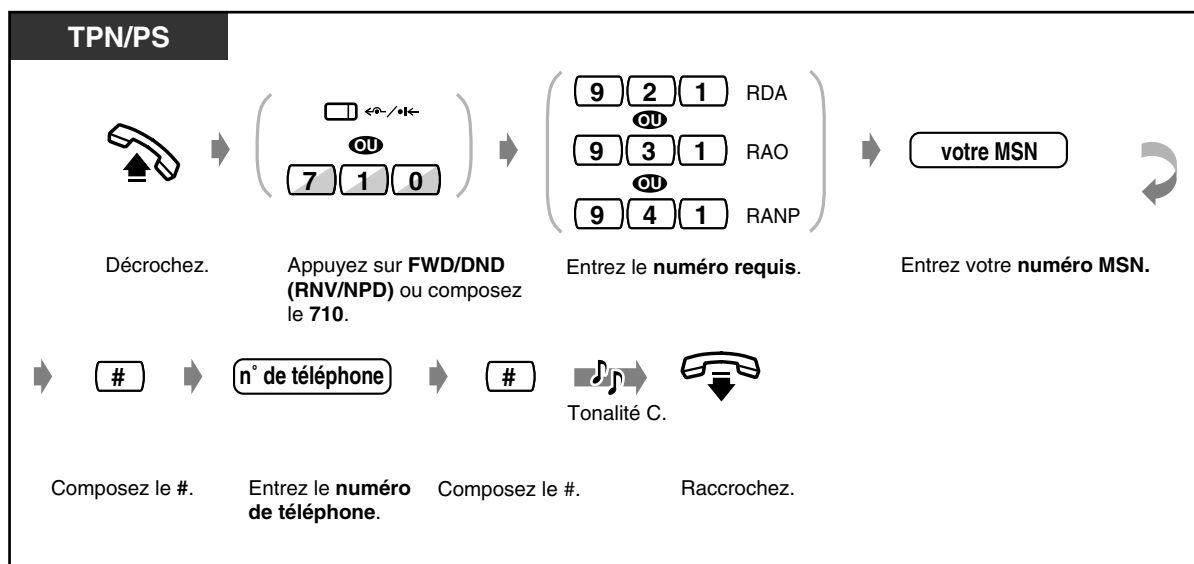 TPN/PS
OU
7 1 0
9 2 1 RDA
OU
9 3 1 RAO
OU
9 4 1 RANP
votre MSN
Décrochez.
Appuyez sur FWD/DND
(RNV/NPD) ou composez
le 710.
Entrez le numéro requis.
Entrez votre numéro MSN.
#
n° de téléphone
#
Tonalité C.
Composez le #.
Entrez le numéro
de téléphone.
Composez le #.
Raccrochez.